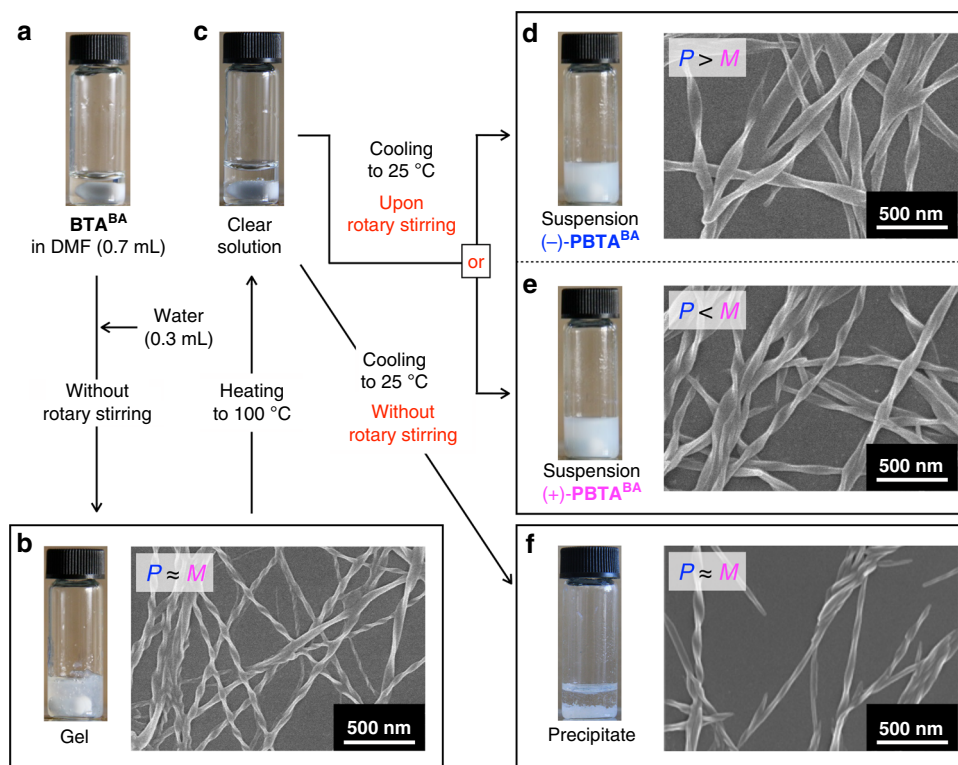 a
BTA^BA
in DMF (0.7 mL)
Water
(0.3 mL)
Without
rotary stirring
c
Clear
solution
Heating
to 100 °C
Cooling
to 25 °C
Upon
rotary stirring
or
Cooling
to 25 °C
Without
rotary stirring
d
Suspension
(–)-PBTA^BA
P > M
500 nm
e
Suspension
(+)-PBTA^BA
P < M
500 nm
b
Gel
P ≈ M
500 nm
f
Precipitate
P ≈ M
500 nm